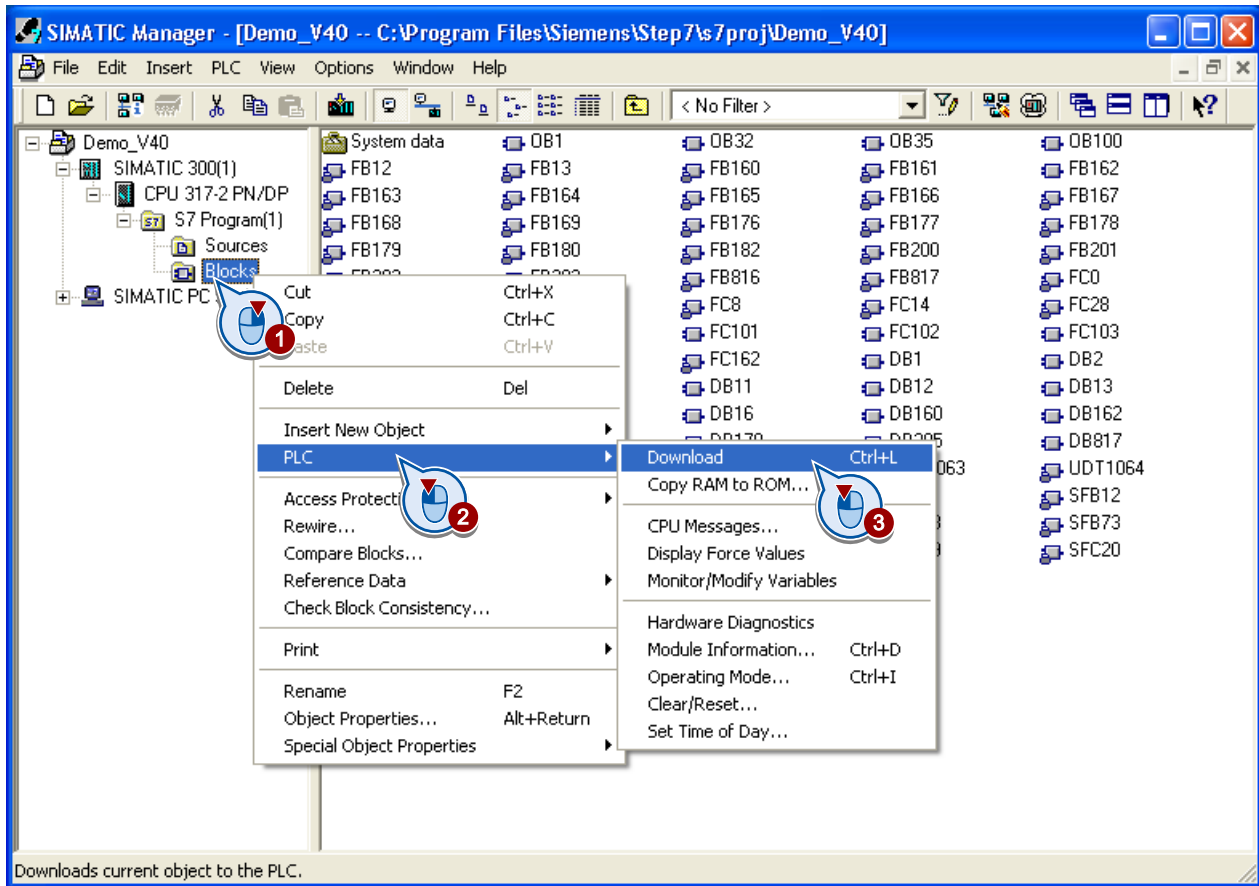 SIMATIC Manager - [Demo_V40 -- C:\Program Files\Siemens\Step7\s7proj\Demo_V40]
File Edit Insert PLC View Options Window Help
< No Filter >
Demo_V40
SIMATIC 300(1)
CPU 317-2 PN/DP
S7 Program(1)
Sources
Blocks
SIMATIC PC
System data OB1 OB32 OB35 OB100
FB12 FB13 FB160 FB161 FB162
FB163 FB164 FB165 FB166 FB167
FB168 FB169 FB176 FB177 FB178
FB179 FB180 FB182 FB200 FB201
FB816 FB817 FC0
FC8 FC14 FC28
FC101 FC102 FC103
FC162 DB1 DB2
DB11 DB12 DB13
DB16 DB160 DB162
DB817
063 UDT1064
SFB12
SFB73
SFC20
Cut Ctrl+X
Copy Ctrl+C
aste Ctrl+V
Delete Del
Insert New Object
PLC
Access Protecti
Rewire...
Compare Blocks...
Reference Data
Check Block Consistency...
Print
Rename F2
Object Properties... Alt+Return
Special Object Properties
Download Ctrl+L
Copy RAM to ROM...
CPU Messages...
Display Force Values
Monitor/Modify Variables
Hardware Diagnostics
Module Information... Ctrl+D
Operating Mode... Ctrl+I
Clear/Reset...
Set Time of Day...
1
2
3
Downloads current object to the PLC.